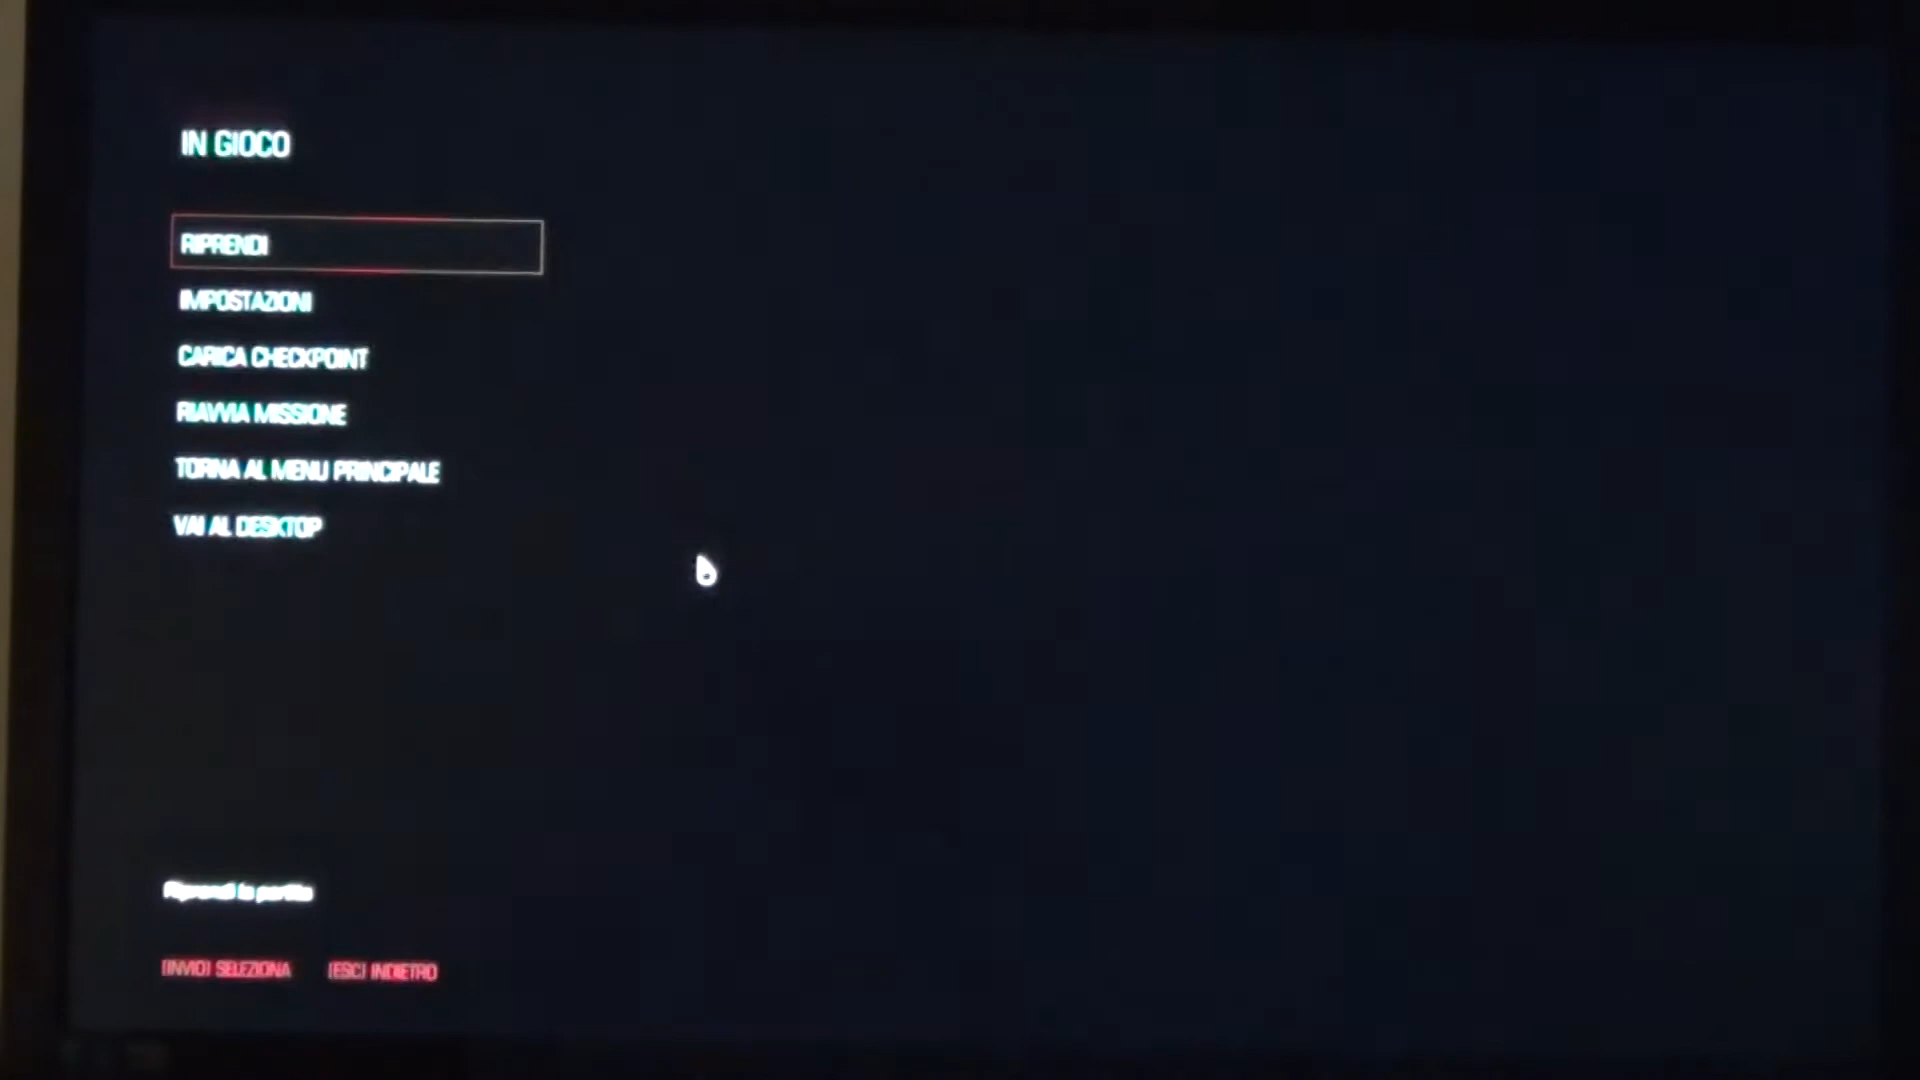 IN GIOCO
RIPRENDI
IMPOSTAZIONI
CARICA CHECKPOINT
RIAVVIA MISSIONE
TORNA AL MENU PRINCIPALE
VAI AL DESKTOP
Riprendi la partita
[INVIO] SELEZIONA [ESC] INDIETRO